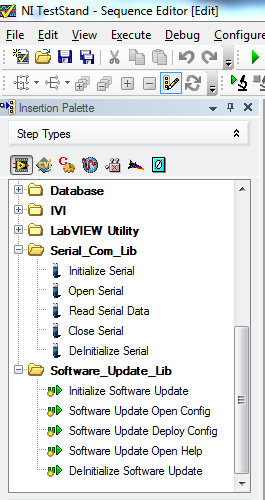 NI TestStand - Sequence Editor [Edit]
File Edit View Execute Debug Configure
Insertion Palette
Step Types
Database
IVI
LabVIEW Utility
Serial_Com_Lib
Initialize Serial
Open Serial
Read Serial Data
Close Serial
DeInitialize Serial
Software_Update_Lib
Initialize Software Update
Software Update Open Config
Software Update Deploy Config
Software Update Open Help
DeInitialize Software Update